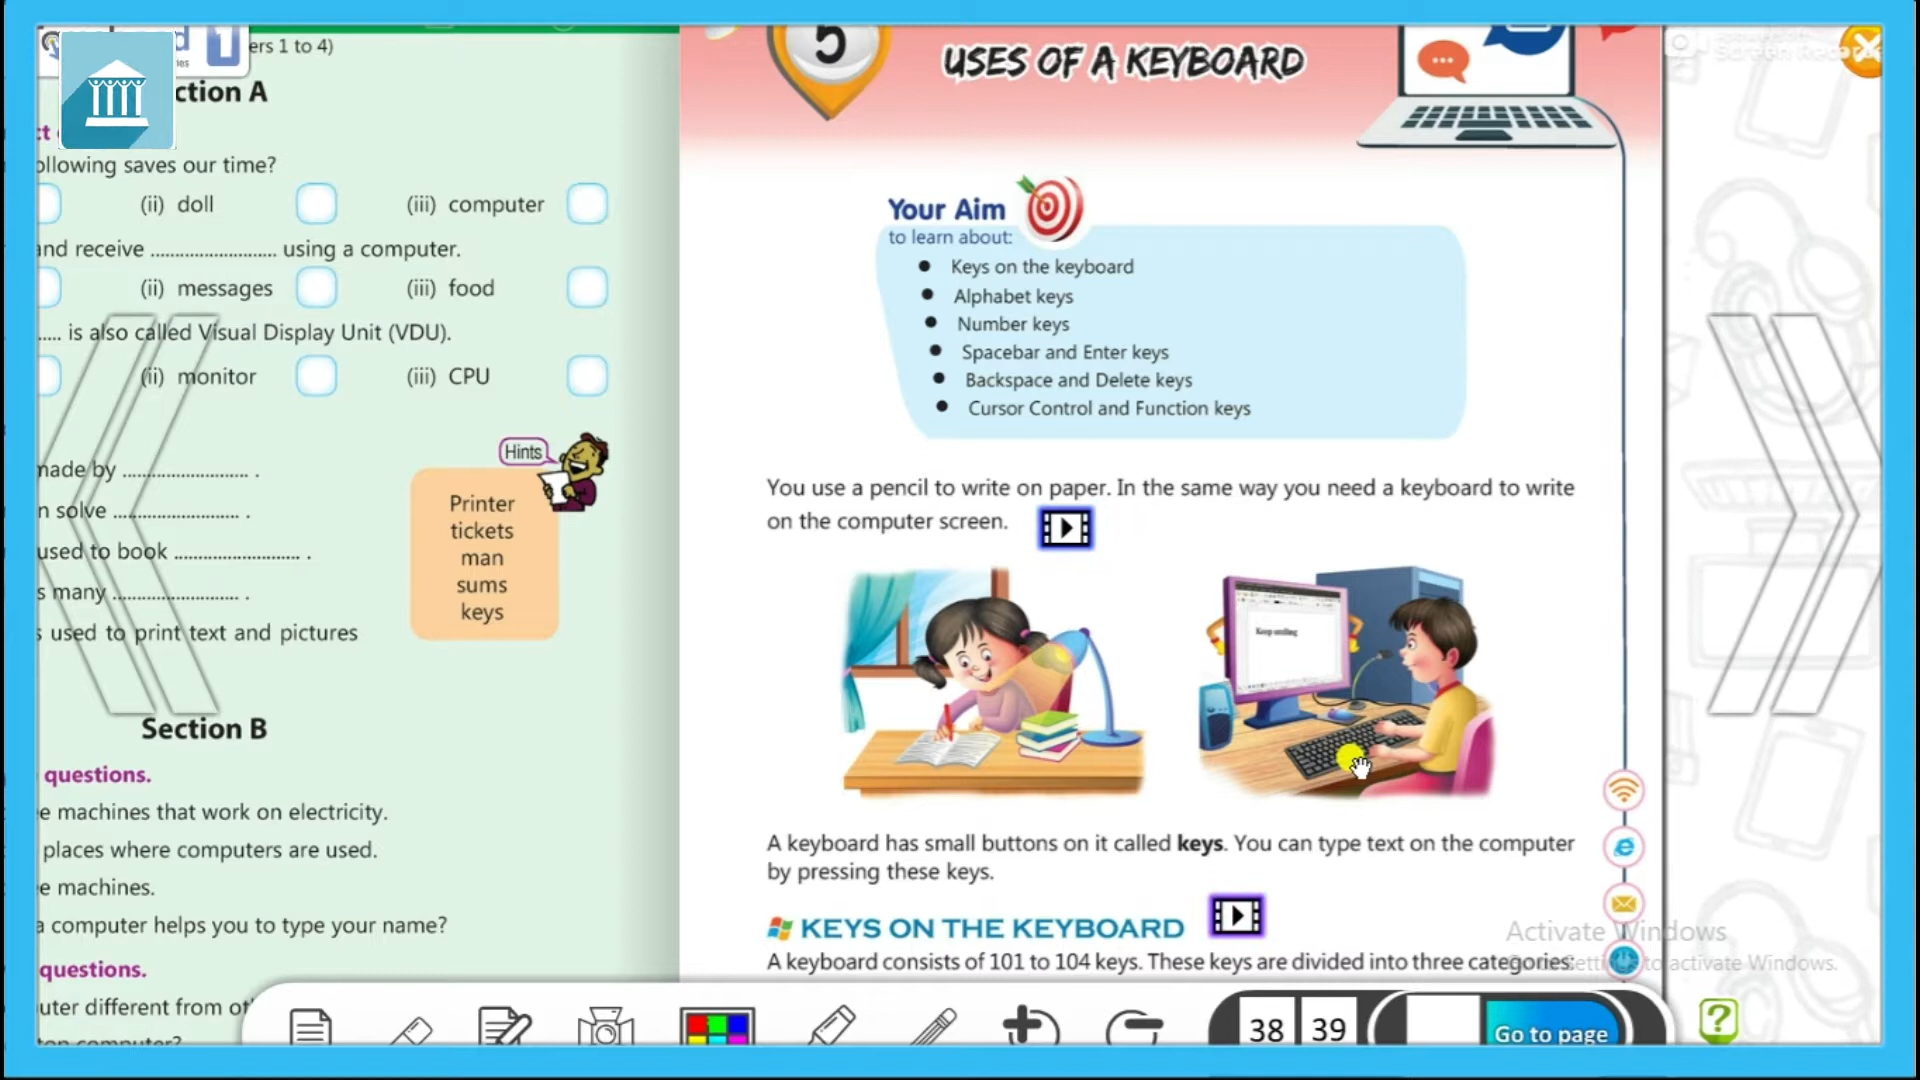 ers 1 to 4)
1
ies
ction A
ollowing saves our time?
(ii) doll (iii) computer
and receive .......................... using a computer.
(ii) messages (iii) food
..... is also called Visual Display Unit (VDU).
(ii) monitor (iii) CPU
made by .......................... .
n solve .......................... .
used to book .......................... .
s many .......................... .
s used to print text and pictures
Hints
Printer
tickets
man
sums
keys
Section B
questions.
e machines that work on electricity.
places where computers are used.
e machines.
a computer helps you to type your name?
questions.
uter different from ot
5
USES OF A KEYBOARD
Your Aim
to learn about:
• Keys on the keyboard
• Alphabet keys
• Number keys
• Spacebar and Enter keys
• Backspace and Delete keys
• Cursor Control and Function keys
You use a pencil to write on paper. In the same way you need a keyboard to write
on the computer screen.
Keep smiling
A keyboard has small buttons on it called keys. You can type text on the computer
by pressing these keys.
KEYS ON THE KEYBOARD
A keyboard consists of 101 to 104 keys. These keys are divided into three categories.
Activate Windows
to activate Windows.
38 39
Go to page
?